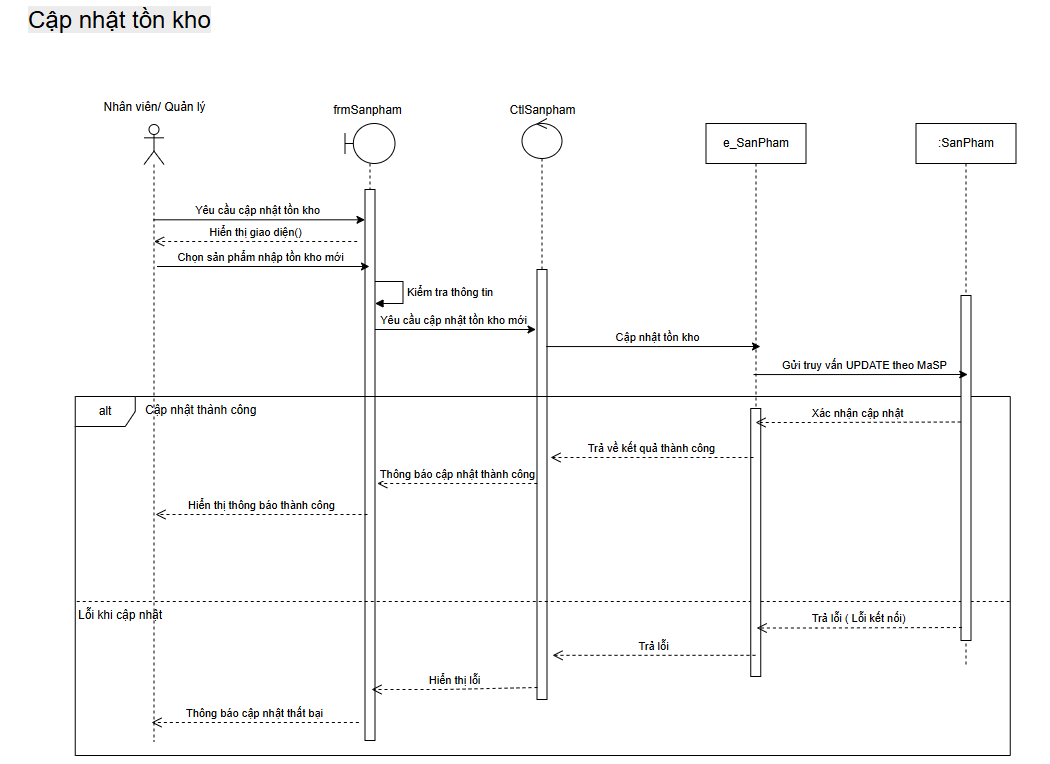 Cập nhật tồn kho
Nhân viên/ Quản lý
frmSanpham
CtlSanpham
e_SanPham
:SanPham
Yêu cầu cập nhật tồn kho
Hiển thị giao diện()
Chọn sản phẩm nhập tồn kho mới
Kiểm tra thông tin
Yêu cầu cập nhật tồn kho mới
Cập nhật tồn kho
Gửi truy vấn UPDATE theo MaSP
alt
Cập nhật thành công
Xác nhận cập nhật
Trả về kết quả thành công
Thông báo cập nhật thành công
Hiển thị thông báo thành công
Lỗi khi cập nhật
Trả lỗi ( Lỗi kết nối)
Trả lỗi
Hiển thị lỗi
Thông báo cập nhật thất bại